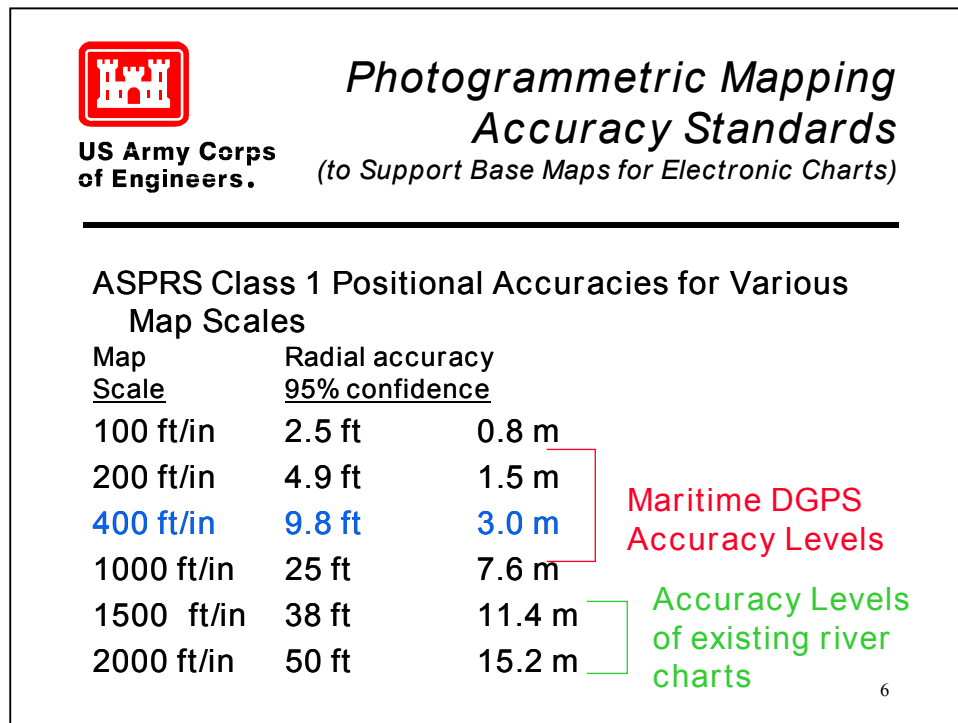 US Army Corps
of Engineers.
Photogrammetric Mapping
Accuracy Standards
(to Support Base Maps for Electronic Charts)
ASPRS Class 1 Positional Accuracies for Various
Map Scales
Map Radial accuracy
Scale 95% confidence
100 ft/in 2.5 ft 0.8 m
200 ft/in 4.9 ft 1.5 m
400 ft/in 9.8 ft 3.0 m
1000 ft/in 25 ft 7.6 m
1500 ft/in 38 ft 11.4 m
2000 ft/in 50 ft 15.2 m
Maritime DGPS
Accuracy Levels
Accuracy Levels
of existing river
charts
6